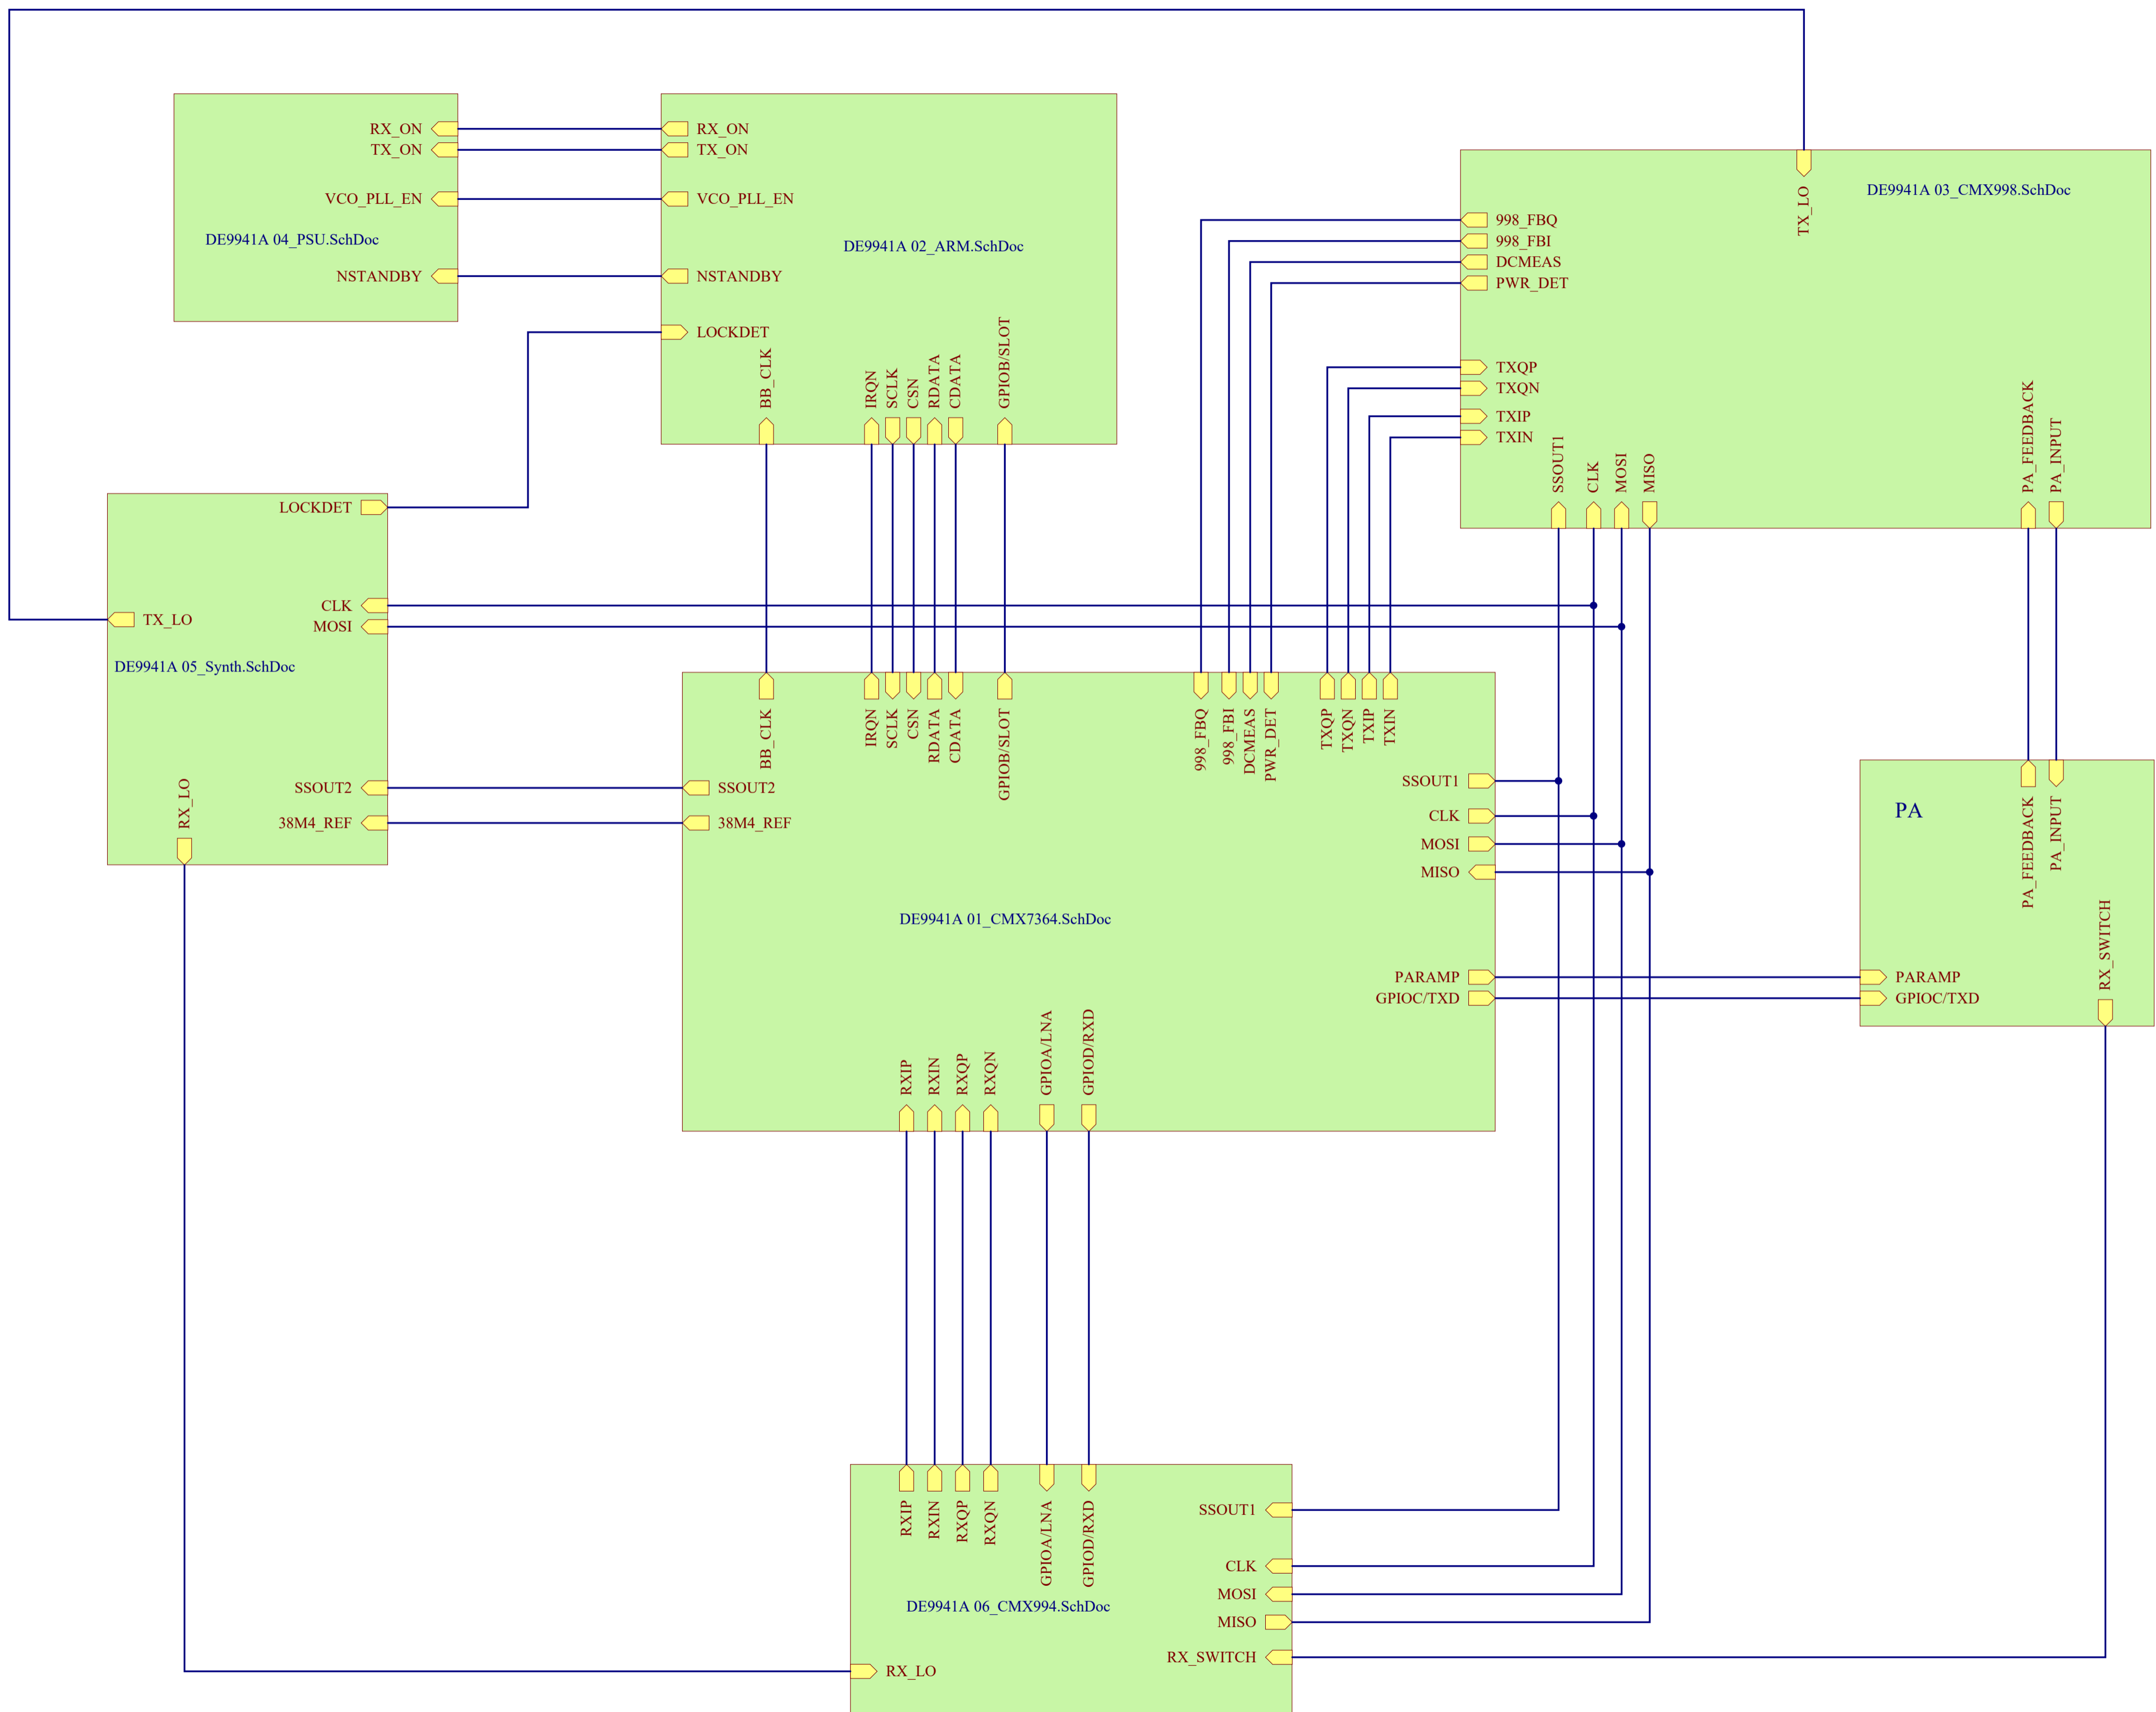 RX_ON
TX_ON
VCO_PLL_EN
DE9941A 04_PSU.SchDoc
NSTANDBY
RX_ON
TX_ON
VCO_PLL_EN
DE9941A 02_ARM.SchDoc
NSTANDBY
LOCKDET
BB_CLK
IRQN
SCLK
CSN
RDATA
CDATA
GPIOB/SLOT
TX_LO
DE9941A 03_CMX998.SchDoc
998_FBQ
998_FBI
DCMEAS
PWR_DET
TXQP
TXQN
TXIP
TXIN
SSOUT1
CLK
MOSI
MISO
PA_FEEDBACK
PA_INPUT
LOCKDET
CLK
TX_LO
MOSI
DE9941A 05_Synth.SchDoc
SSOUT2
38M4_REF
RX_LO
BB_CLK
IRQN
SCLK
CSN
RDATA
CDATA
GPIOB/SLOT
998_FBQ
998_FBI
DCMEAS
PWR_DET
TXQP
TXQN
TXIP
TXIN
SSOUT2
38M4_REF
SSOUT1
CLK
MOSI
MISO
DE9941A 01_CMX7364.SchDoc
PARAMP
GPIOC/TXD
RXIP
RXIN
RXQP
RXQN
GPIOA/LNA
GPIOD/RXD
PA
PA_FEEDBACK
PA_INPUT
RX_SWITCH
PARAMP
GPIOC/TXD
RXIP
RXIN
RXQP
RXQN
GPIOA/LNA
GPIOD/RXD
SSOUT1
CLK
MOSI
DE9941A 06_CMX994.SchDoc
MISO
RX_SWITCH
RX_LO